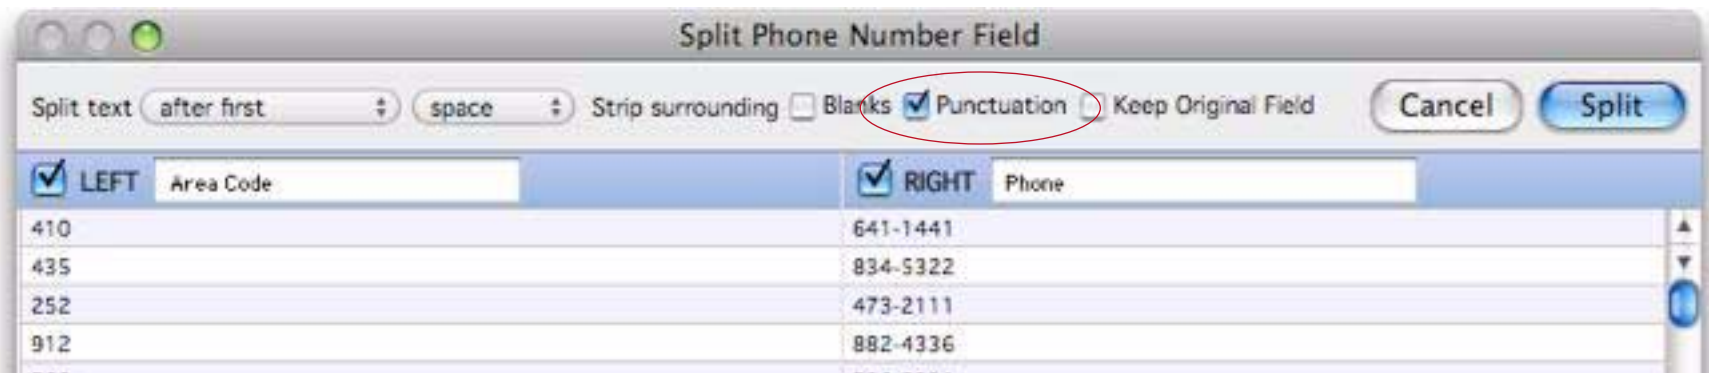 Split Phone Number Field
Split text after first space Strip surrounding Blanks Punctuation Keep Original Field Cancel Split
LEFT Area Code RIGHT Phone
410 641-1441
435 834-5322
252 473-2111
912 882-4336